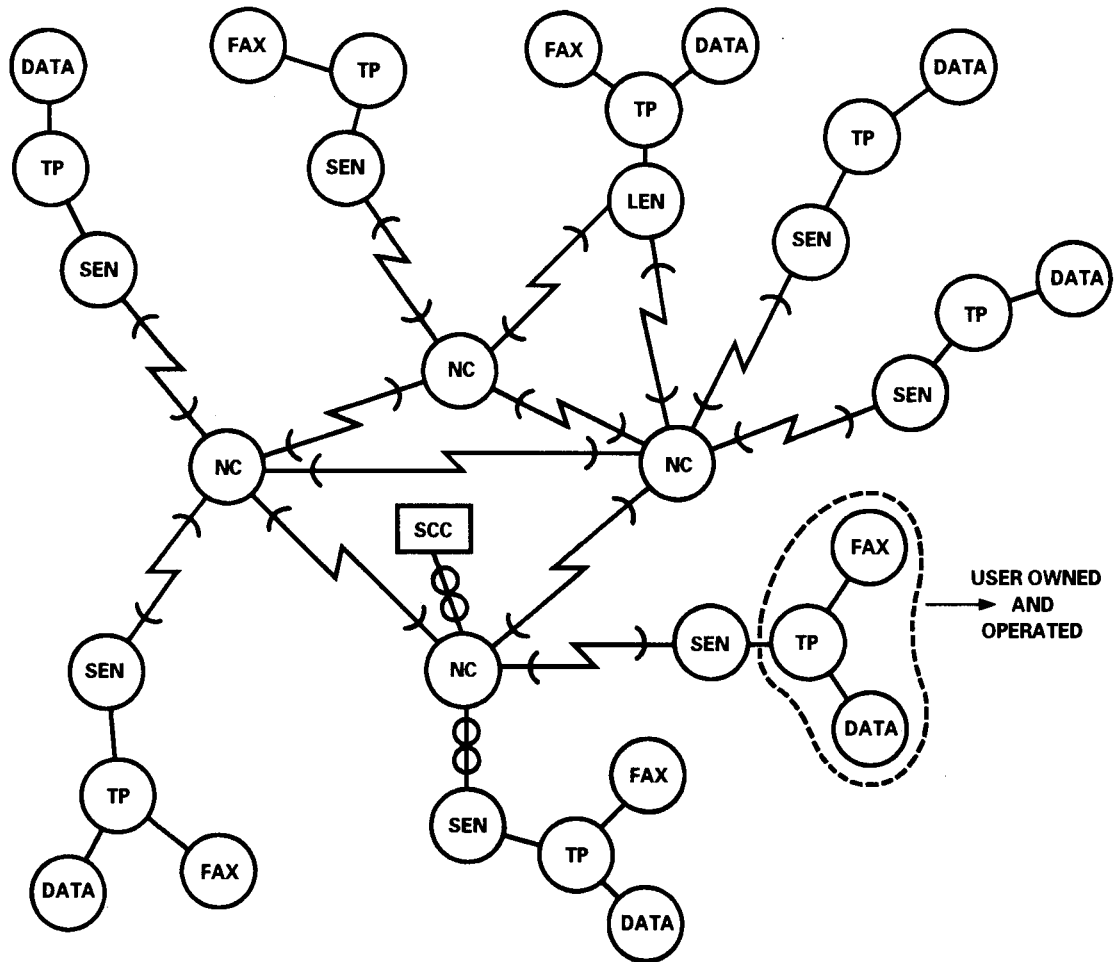 FAX
FAX
DATA
DATA
DATA
TP
TP
TP
TP
SEN
LEN
SEN
SEN
DATA
TP
NC
SEN
NC
NC
SCC
FAX
USER OWNED
AND
OPERATED
SEN
NC
SEN
TP
DATA
FAX
TP
SEN
TP
FAX
DATA
DATA